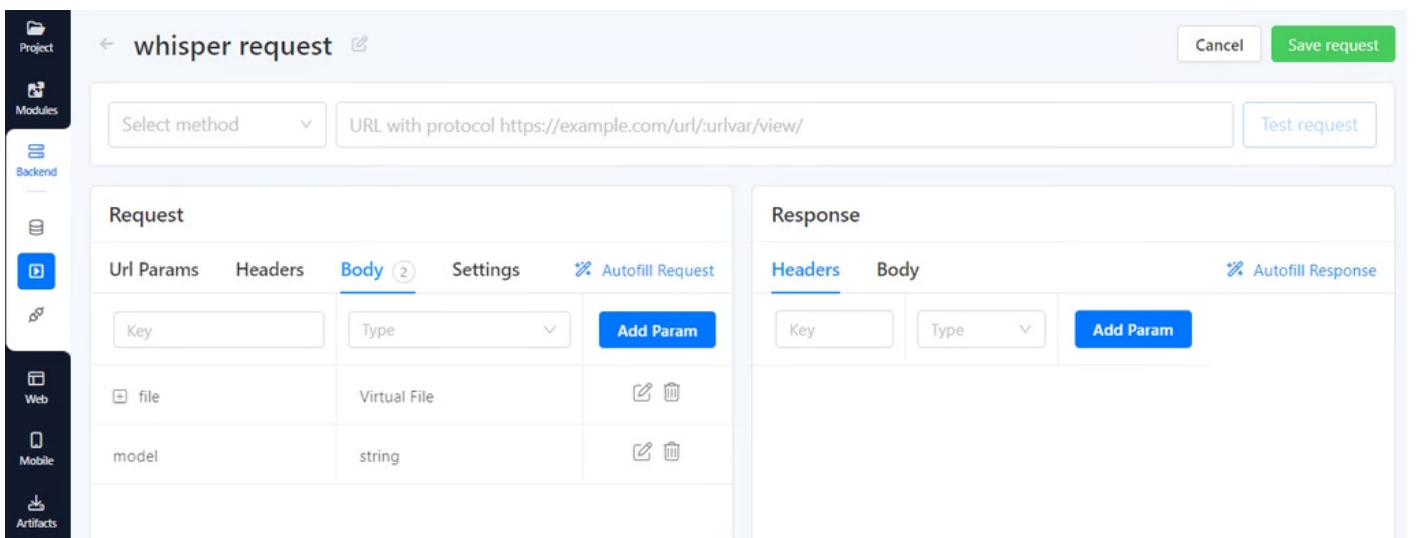 Project
Modules
Backend
Web
Mobile
Artifacts
whisper request
Cancel
Save request
Select method
URL with protocol https://example.com/url/:urlvar/view/
Test request
Request
Url Params
Headers
Body 2
Settings
Autofill Request
Key
Type
Add Param
file
Virtual File
model
string
Response
Headers
Body
Autofill Response
Key
Type
Add Param